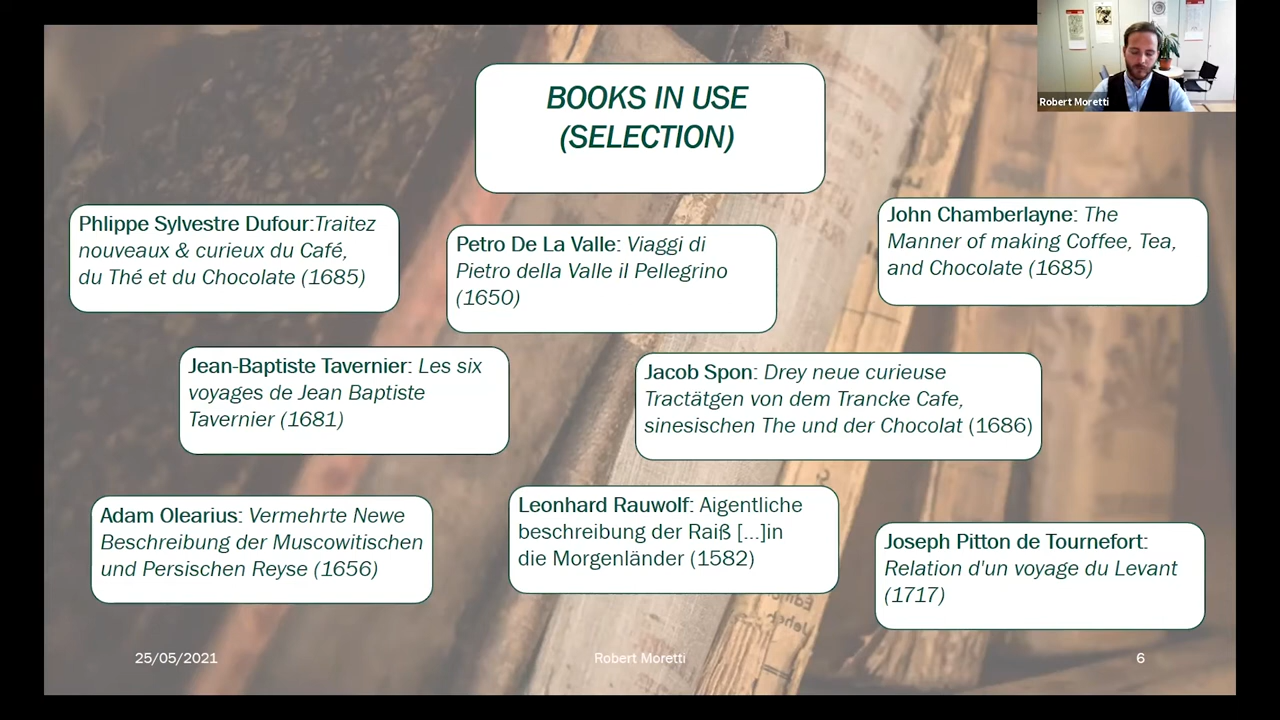 BOOKS IN USE
(SELECTION)
Robert Moretti
Phlippe Sylvestre Dufour:Traitez
nouveaux & curieux du Café,
du Thé et du Chocolate (1685)
Petro De La Valle: Viaggi di
Pietro della Valle il Pellegrino
(1650)
John Chamberlayne: The
Manner of making Coffee, Tea,
and Chocolate (1685)
Jean-Baptiste Tavernier: Les six
voyages de Jean Baptiste
Tavernier (1681)
Jacob Spon: Drey neue curieuse
Tractätgen von dem Trancke Cafe,
sinesischen The und der Chocolat (1686)
Adam Olearius: Vermehrte Newe
Beschreibung der Muscowitischen
und Persischen Reyse (1656)
Leonhard Rauwolf: Aigentliche
beschreibung der Raiß [...]in
die Morgenländer (1582)
Joseph Pitton de Tournefort:
Relation d'un voyage du Levant
(1717)
25/05/2021
Robert Moretti
6